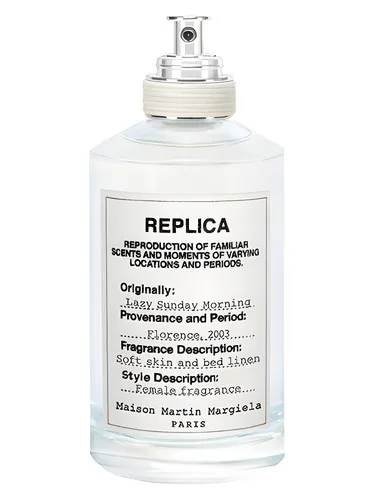 REPLICA
REPRODUCTION OF FAMILIAR
SCENTS AND MOMENTS OF VARYING
LOCATIONS AND PERIODS.
Originally:
Lazy Sunday Morning
Provenance and Period:
Florence, 2003
Fragrance Description:
Soft skin and bed linen
Style Description:
Female fragrance
Maison Martin Margiela
PARIS